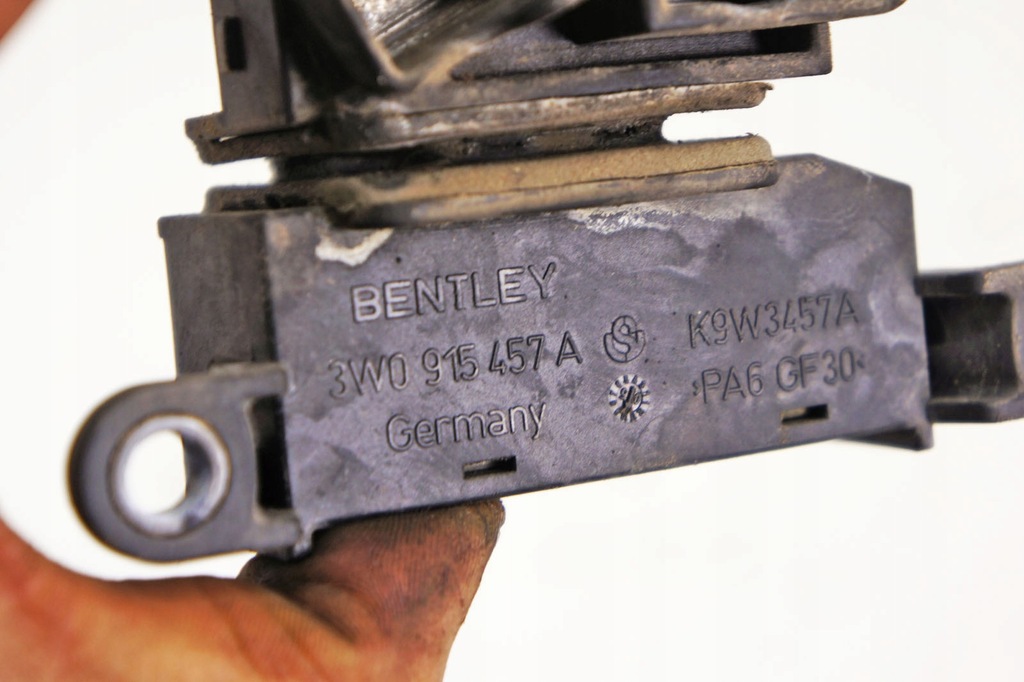 BENTLEY
3W0 915 457 A
Germany
K9W3457A
>PA6 GF30<